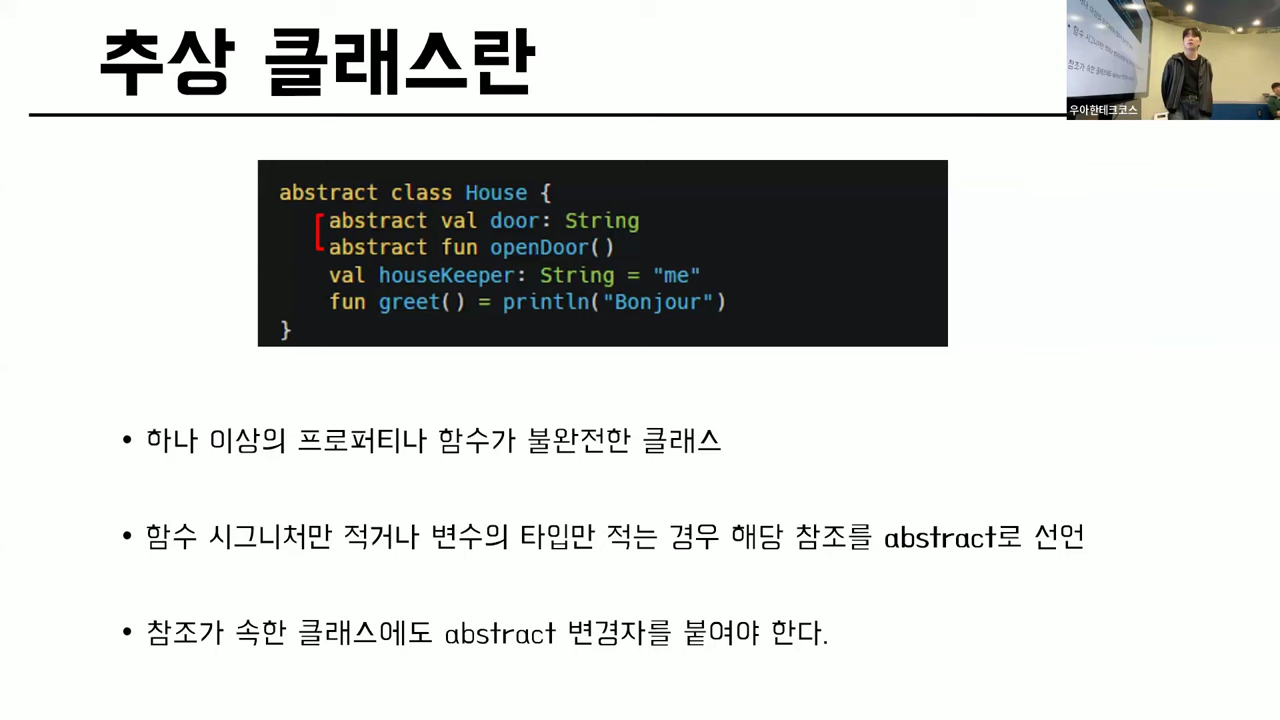 추상 클래스란
우아한테크코스
abstract class House {
abstract val door: String
abstract fun openDoor()
val houseKeeper: String = "me"
fun greet() = println("Bonjour")
}
• 하나 이상의 프로퍼티나 함수가 불완전한 클래스
• 함수 시그니처만 적거나 변수의 타입만 적는 경우 해당 참조를 abstract로 선언
• 참조가 속한 클래스에도 abstract 변경자를 붙여야 한다.